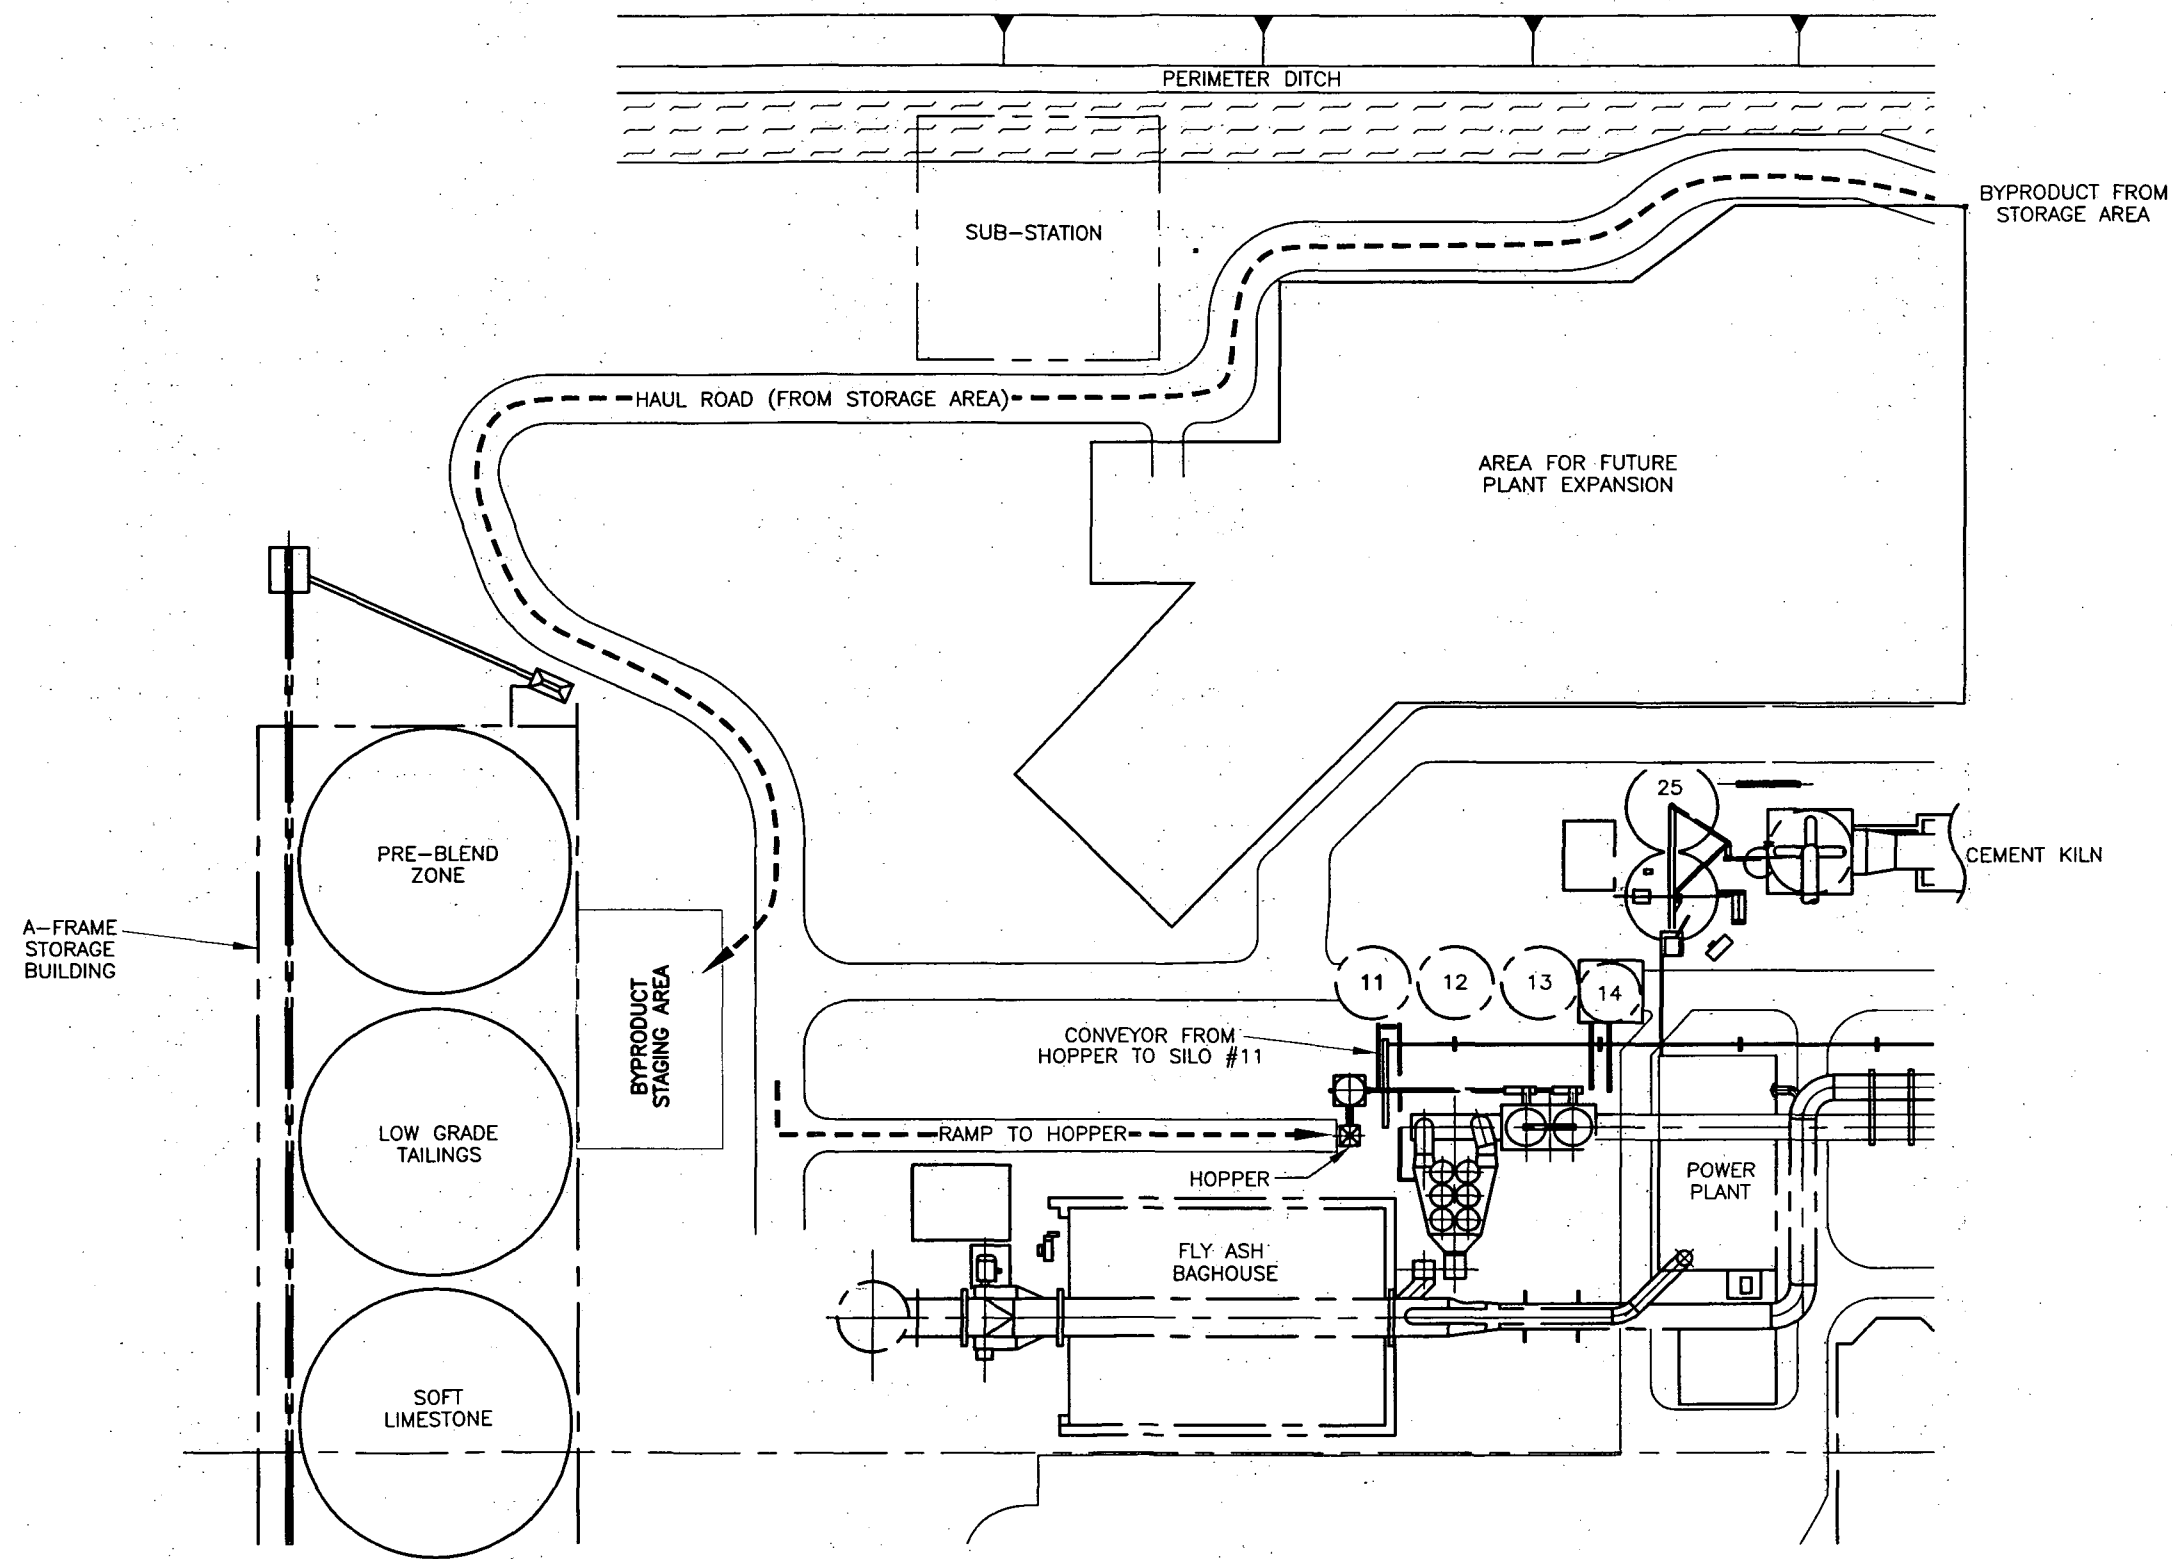 PERIMETER DITCH
BYPRODUCT FROM
STORAGE AREA
SUB-STATION
HAUL ROAD (FROM STORAGE AREA)
AREA FOR FUTURE
PLANT EXPANSION
25
PRE-BLEND
ZONE
CEMENT KILN
A-FRAME
STORAGE
BUILDING
BYPRODUCT
STAGING AREA
11
12
13
14
CONVEYOR FROM
HOPPER TO SILO #11
LOW GRADE
TAILINGS
RAMP TO HOPPER
HOPPER
POWER
PLANT
FLY ASH
BAGHOUSE
SOFT
LIMESTONE